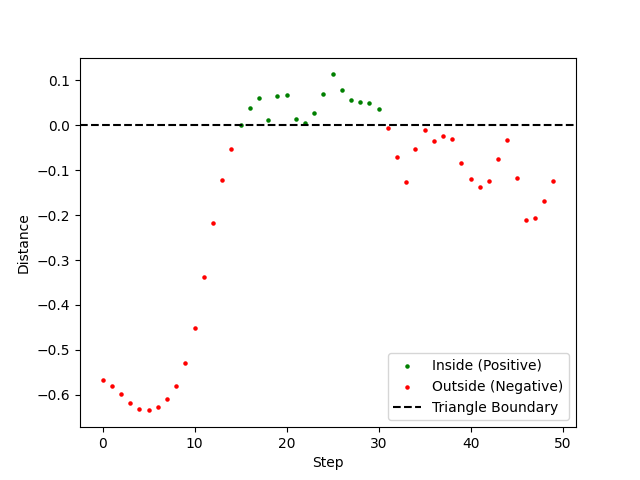 0.1
0.0
−0.1
−0.2
−0.3
−0.4
−0.5
−0.6
Distance
Inside (Positive)
Outside (Negative)
Triangle Boundary
0 10 20 30 40 50
Step